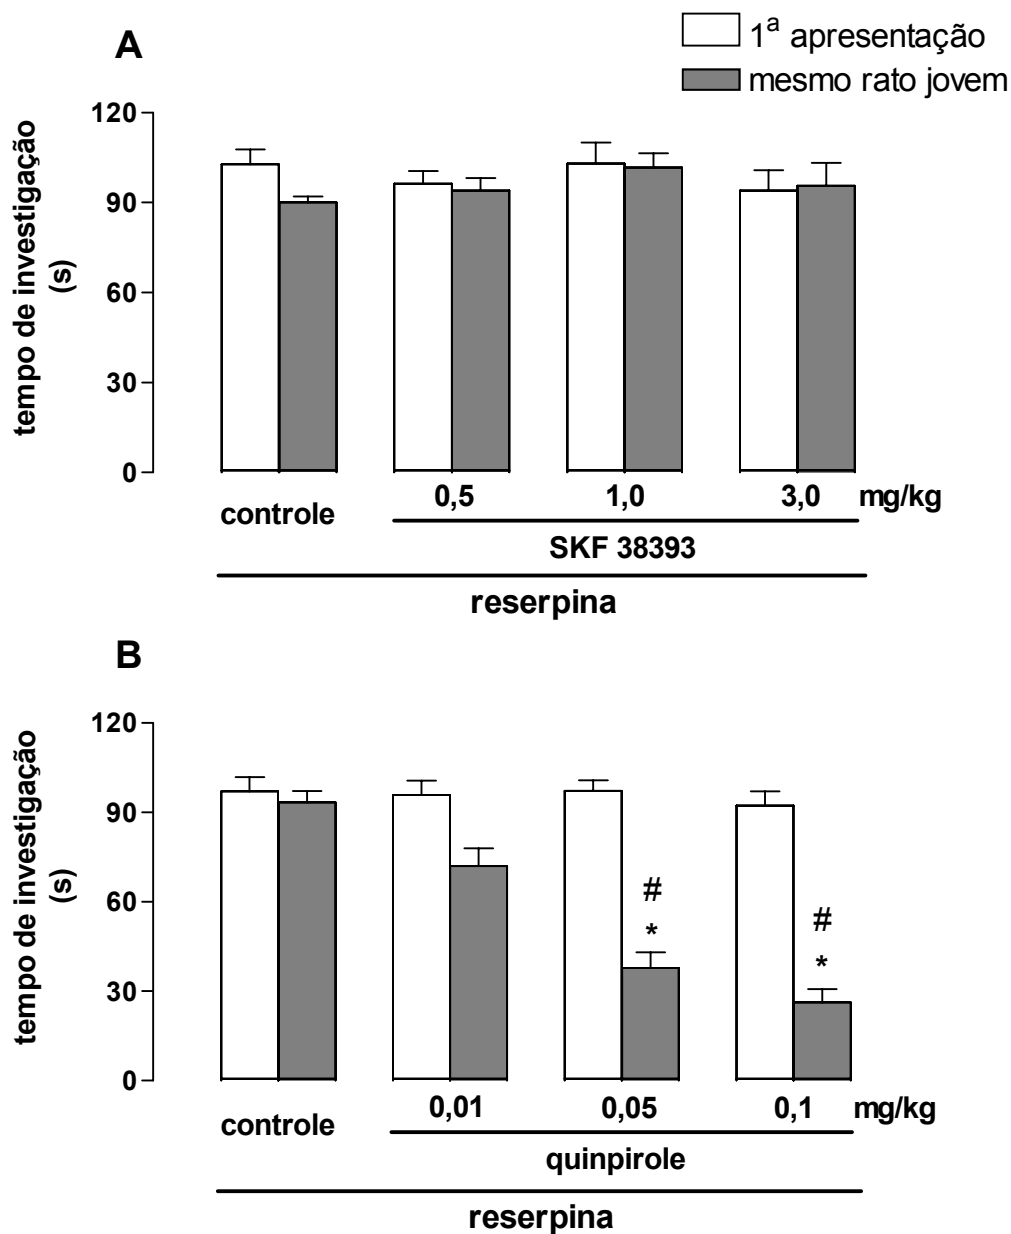 1ª apresentação
mesmo rato jovem
A
tempo de investigação
(s)
120
90
60
30
0
controle
0,5 1,0 3,0 mg/kg
SKF 38393
reserpina
B
tempo de investigação
(s)
120
90
60
30
0
# #
* *
controle
0,01 0,05 0,1 mg/kg
quinpirole
reserpina